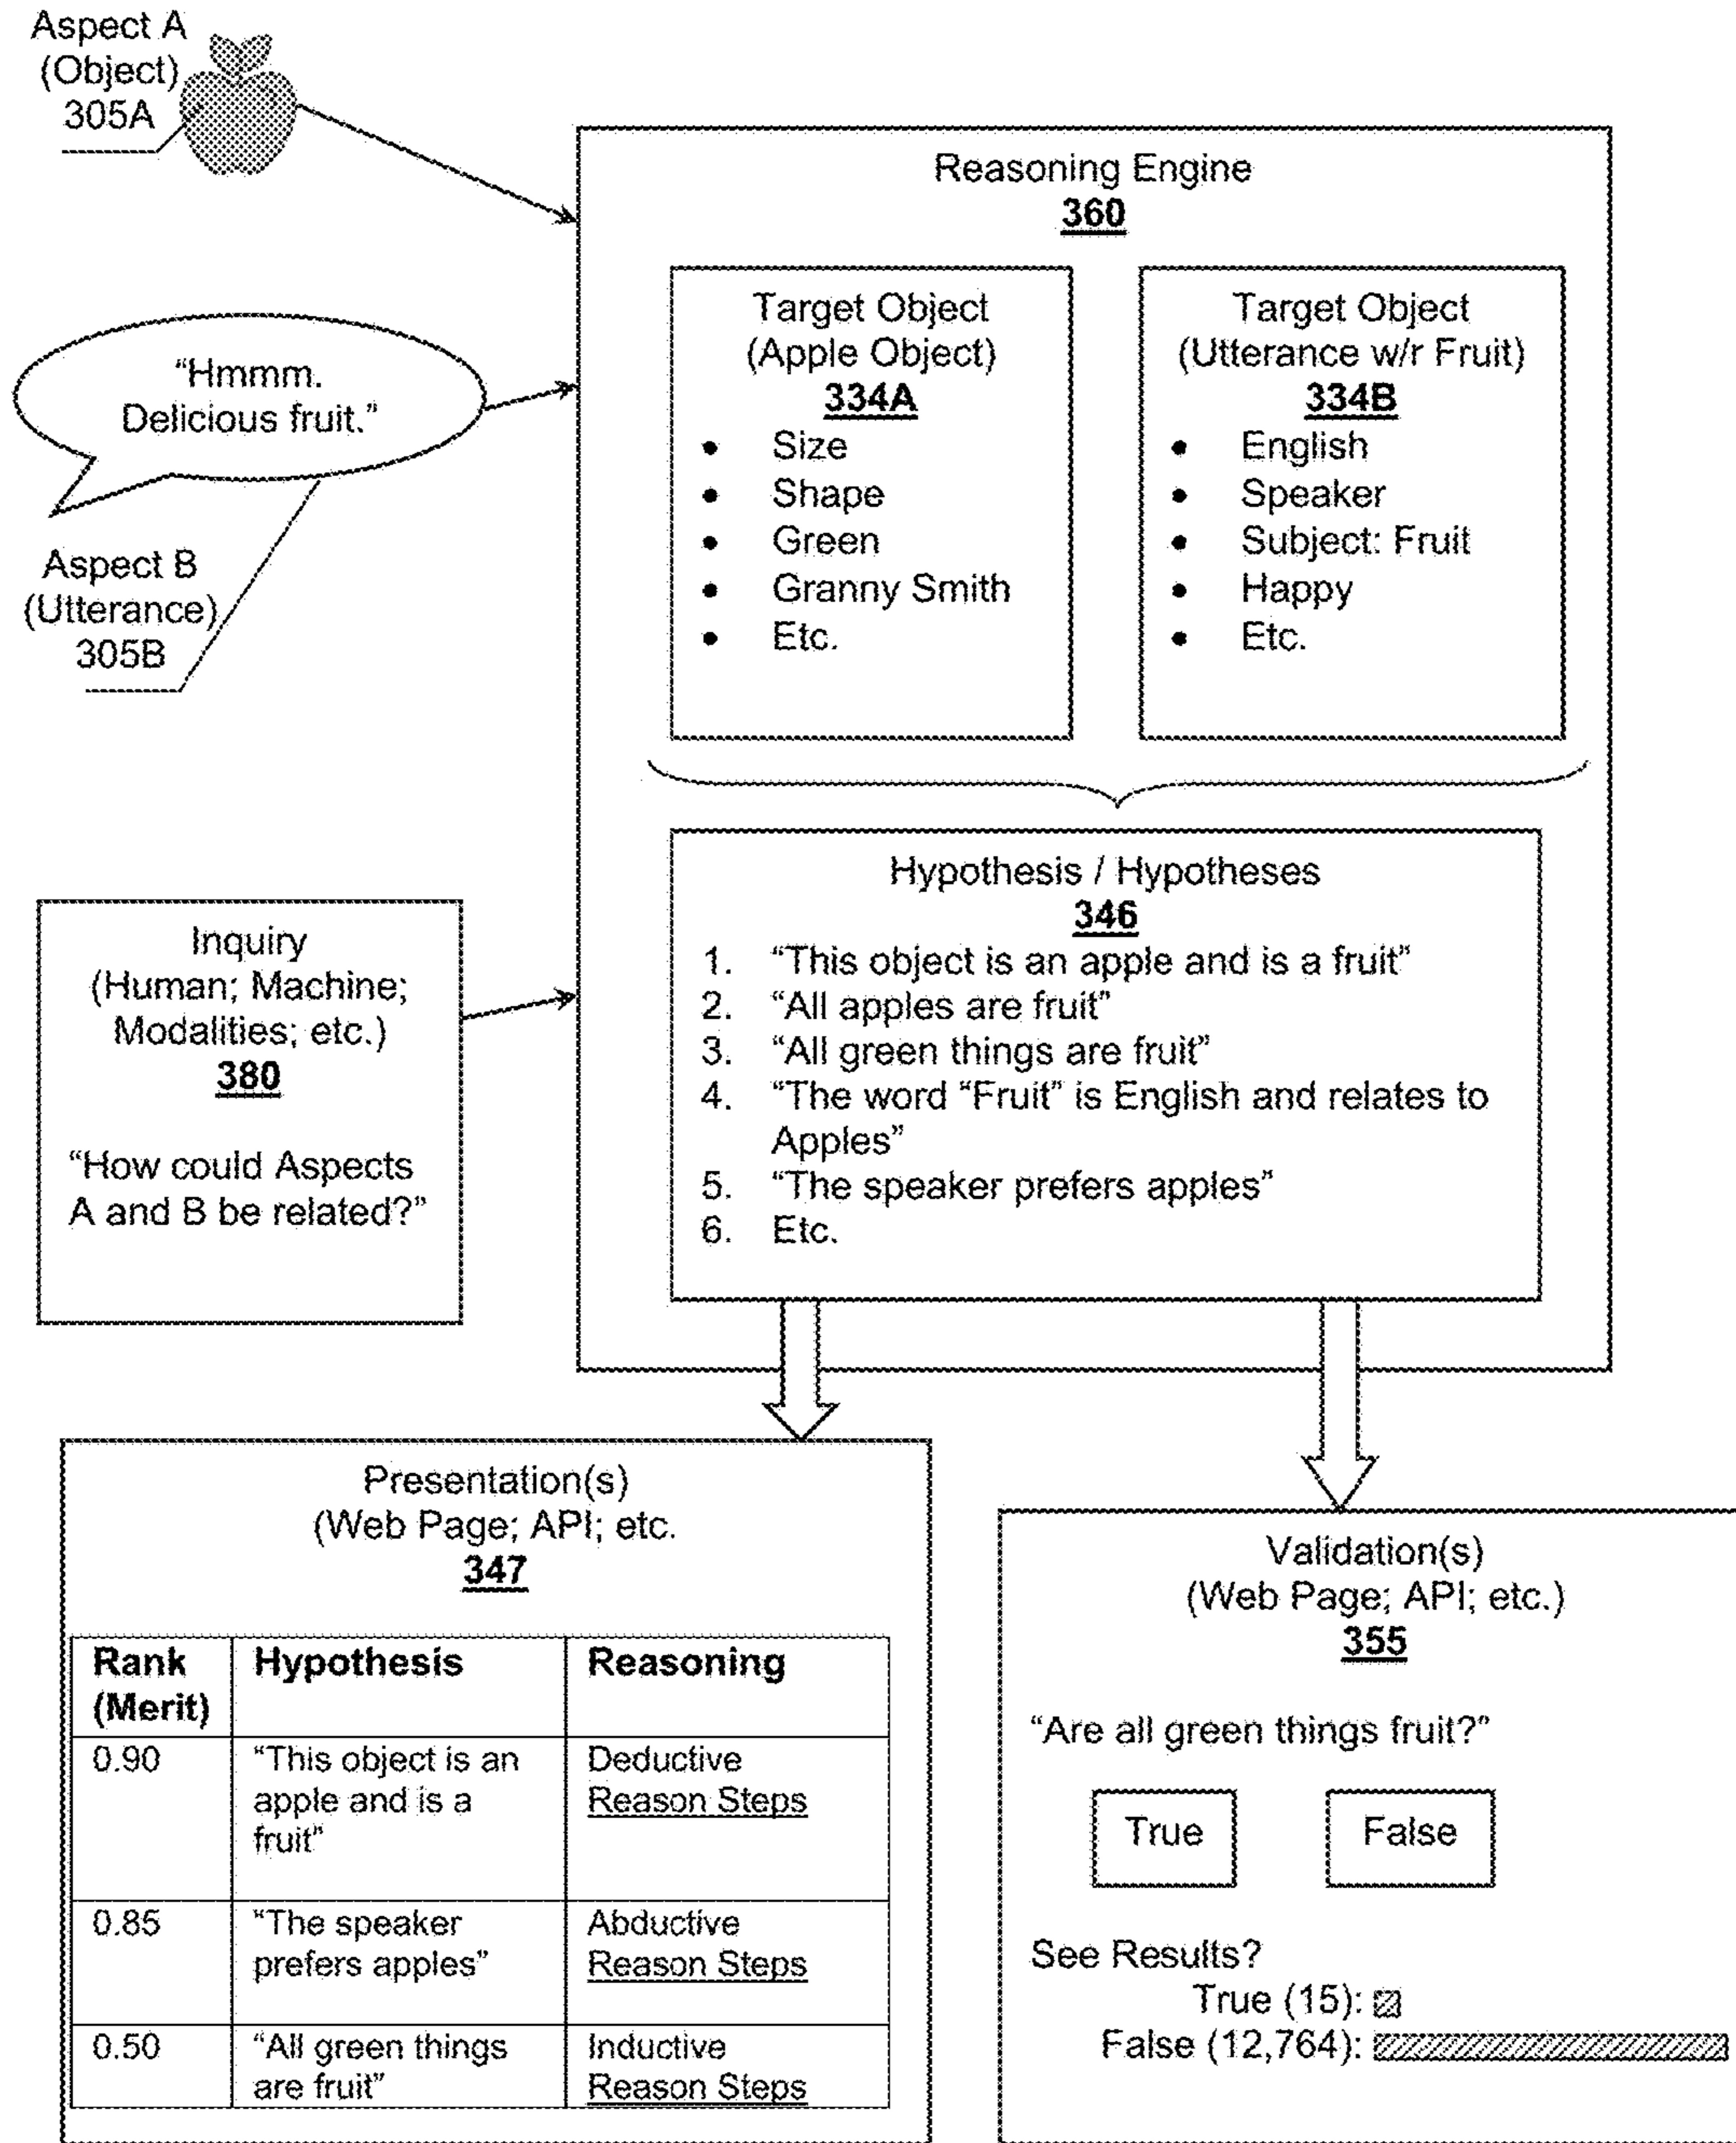 Aspect A
(Object)
305A
Reasoning Engine
360
Target Object
(Apple Object)
334A
• Size
• Shape
• Green
• Granny Smith
• Etc.
Target Object
(Utterance w/r Fruit)
334B
• English
• Speaker
• Subject: Fruit
• Happy
• Etc.
“Hmmm.
Delicious fruit.”
Aspect B
(Utterance)
305B
Hypothesis / Hypotheses
346
1. “This object is an apple and is a fruit”
2. “All apples are fruit”
3. “All green things are fruit”
4. “The word “Fruit” is English and relates to
Apples”
5. “The speaker prefers apples”
6. Etc.
Inquiry
(Human; Machine;
Modalities; etc.)
380
“How could Aspects
A and B be related?”
Presentation(s)
(Web Page; API; etc.
347
Rank
(Merit)
Hypothesis
Reasoning
0.90
“This object is an
apple and is a
fruit”
Deductive
Reason Steps
0.85
“The speaker
prefers apples”
Abductive
Reason Steps
0.50
“All green things
are fruit”
Inductive
Reason Steps
Validation(s)
(Web Page; API; etc.)
355
“Are all green things fruit?”
True
False
See Results?
True (15):
False (12,764):